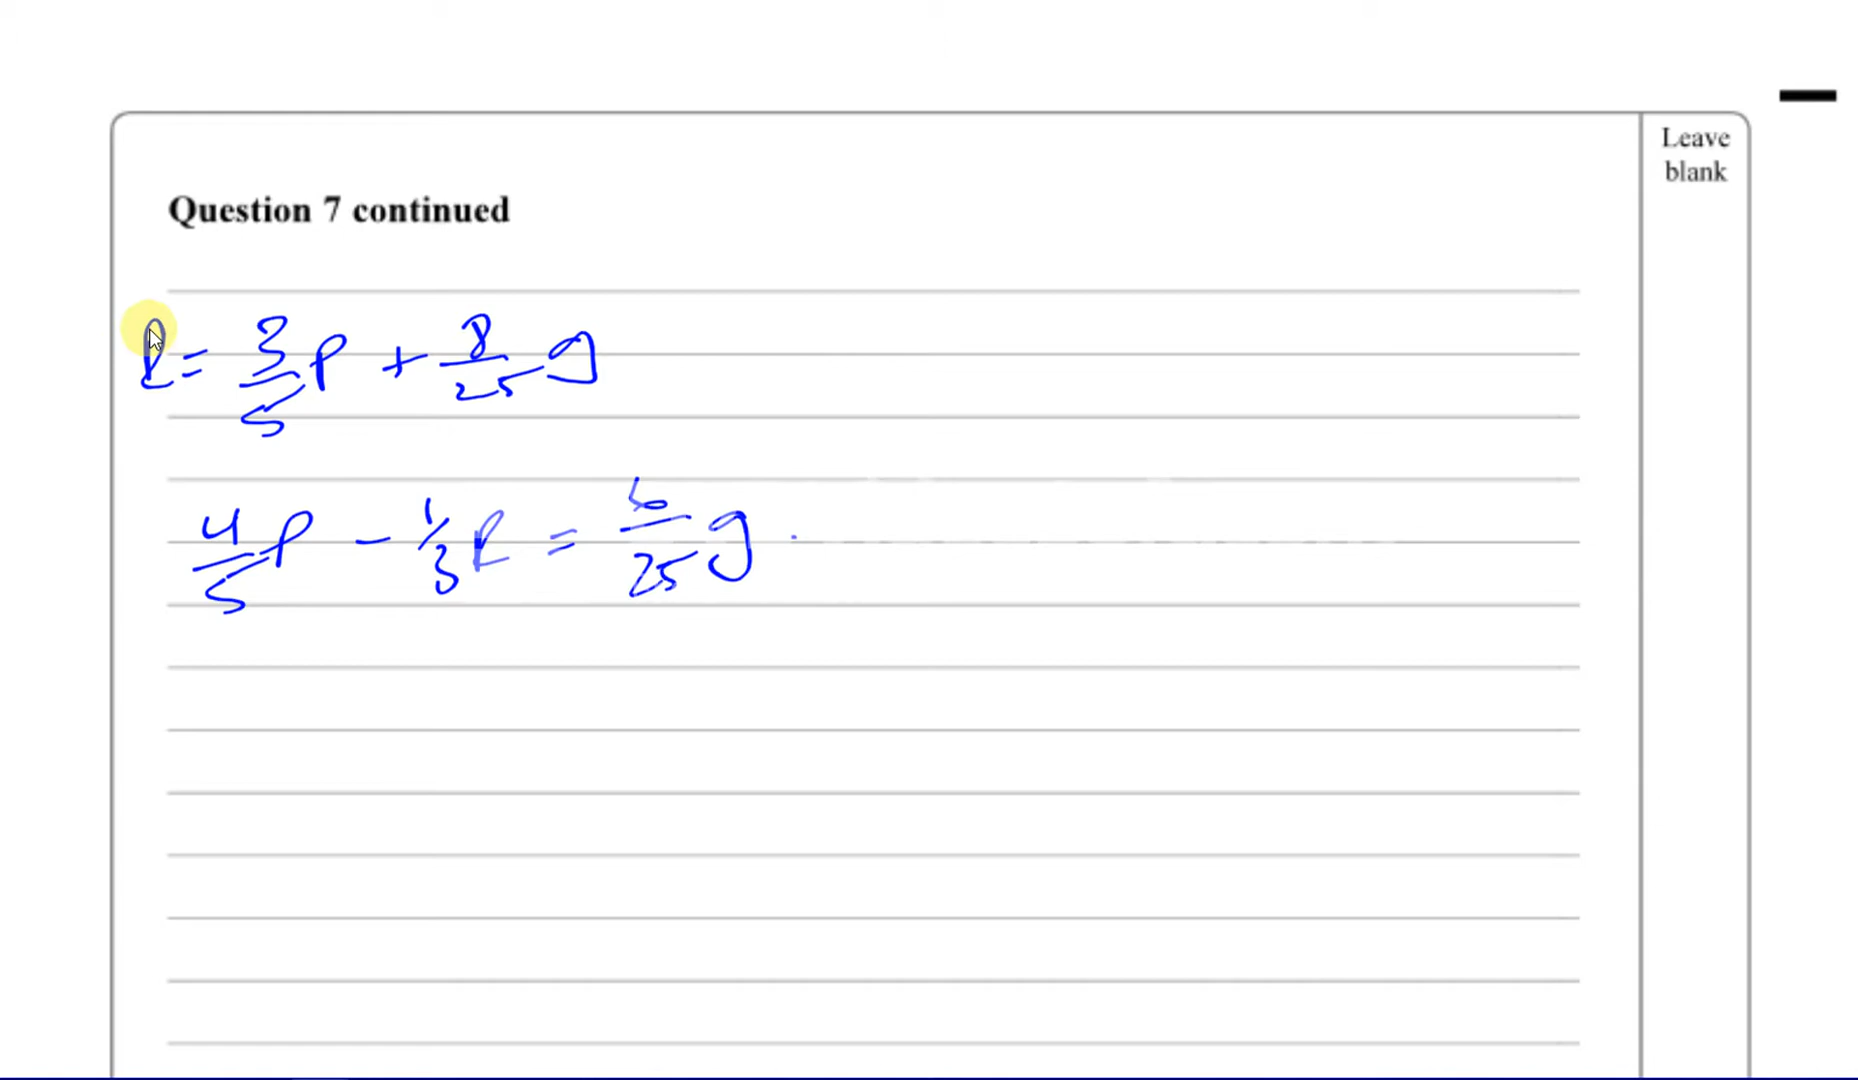 Leave
blank
Question 7 continued
R = 3/5 P + 8/25 g
4/5 P - 1/3 R = 6/25 g